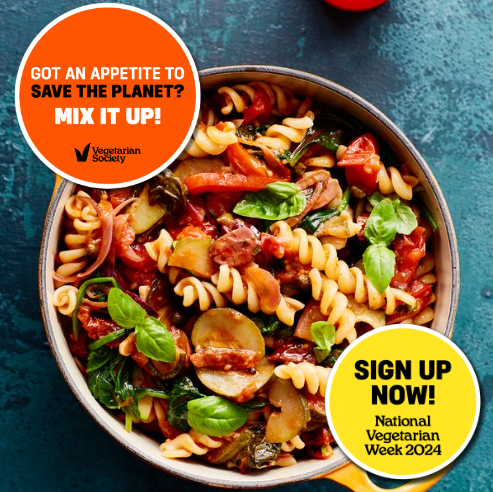 GOT AN APPETITE TO
SAVE THE PLANET?
MIX IT UP!
Vegetarian
Society
SIGN UP
NOW!
National
Vegetarian
Week 2024